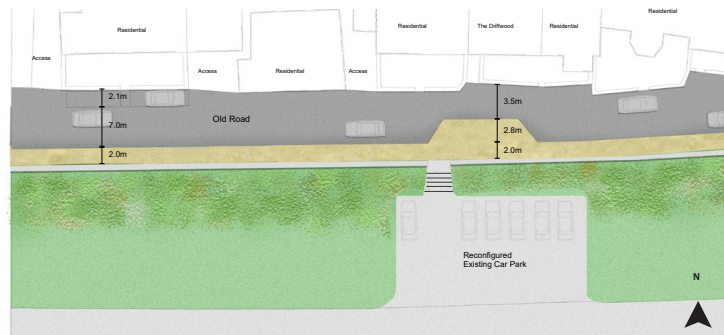 Residential
Residential
The Driftwood
Residential
Residential
Access
Access
Residential
Access
2.1m
7.0m
2.0m
Old Road
3.5m
2.8m
2.0m
Reconfigured
Existing Car Park
N